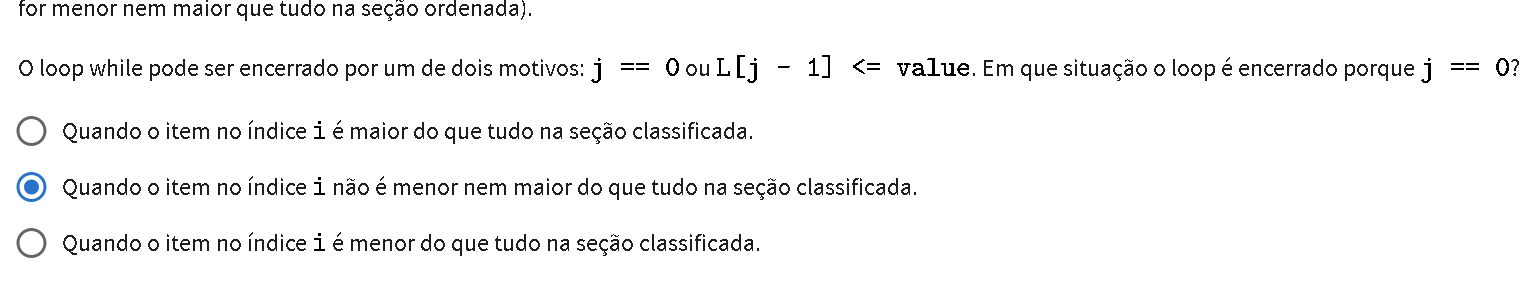 for menor nem maior que tudo na seção ordenada).
O loop while pode ser encerrado por um de dois motivos: j == 0 ou L[j - 1] <= value. Em que situação o loop é encerrado porque j == 0?
Quando o item no índice i é maior do que tudo na seção classificada.
Quando o item no índice i não é menor nem maior do que tudo na seção classificada.
Quando o item no índice i é menor do que tudo na seção classificada.